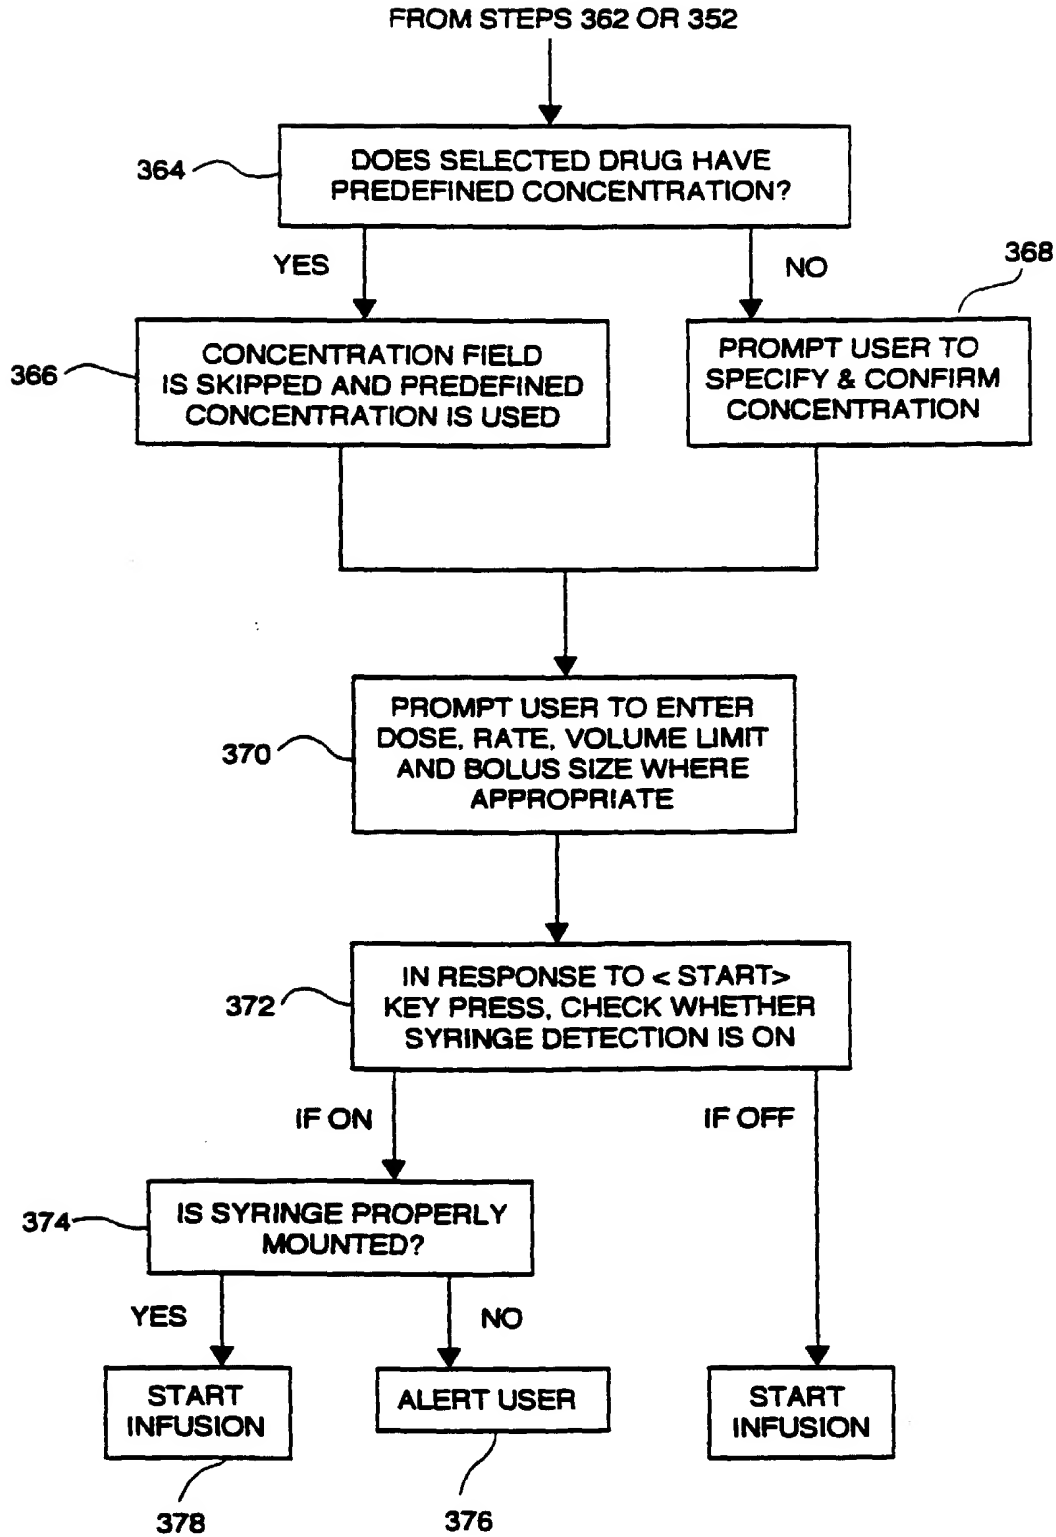 FROM STEPS 362 OR 352
364
DOES SELECTED DRUG HAVE
PREDEFINED CONCENTRATION?
YES
NO
368
366
CONCENTRATION FIELD
IS SKIPPED AND PREDEFINED
CONCENTRATION IS USED
PROMPT USER TO
SPECIFY & CONFIRM
CONCENTRATION
370
PROMPT USER TO ENTER
DOSE, RATE, VOLUME LIMIT
AND BOLUS SIZE WHERE
APPROPRIATE
372
IN RESPONSE TO < START>
KEY PRESS, CHECK WHETHER
SYRINGE DETECTION IS ON
IF ON
IF OFF
374
IS SYRINGE PROPERLY
MOUNTED?
YES
NO
START
INFUSION
ALERT USER
START
INFUSION
378
376